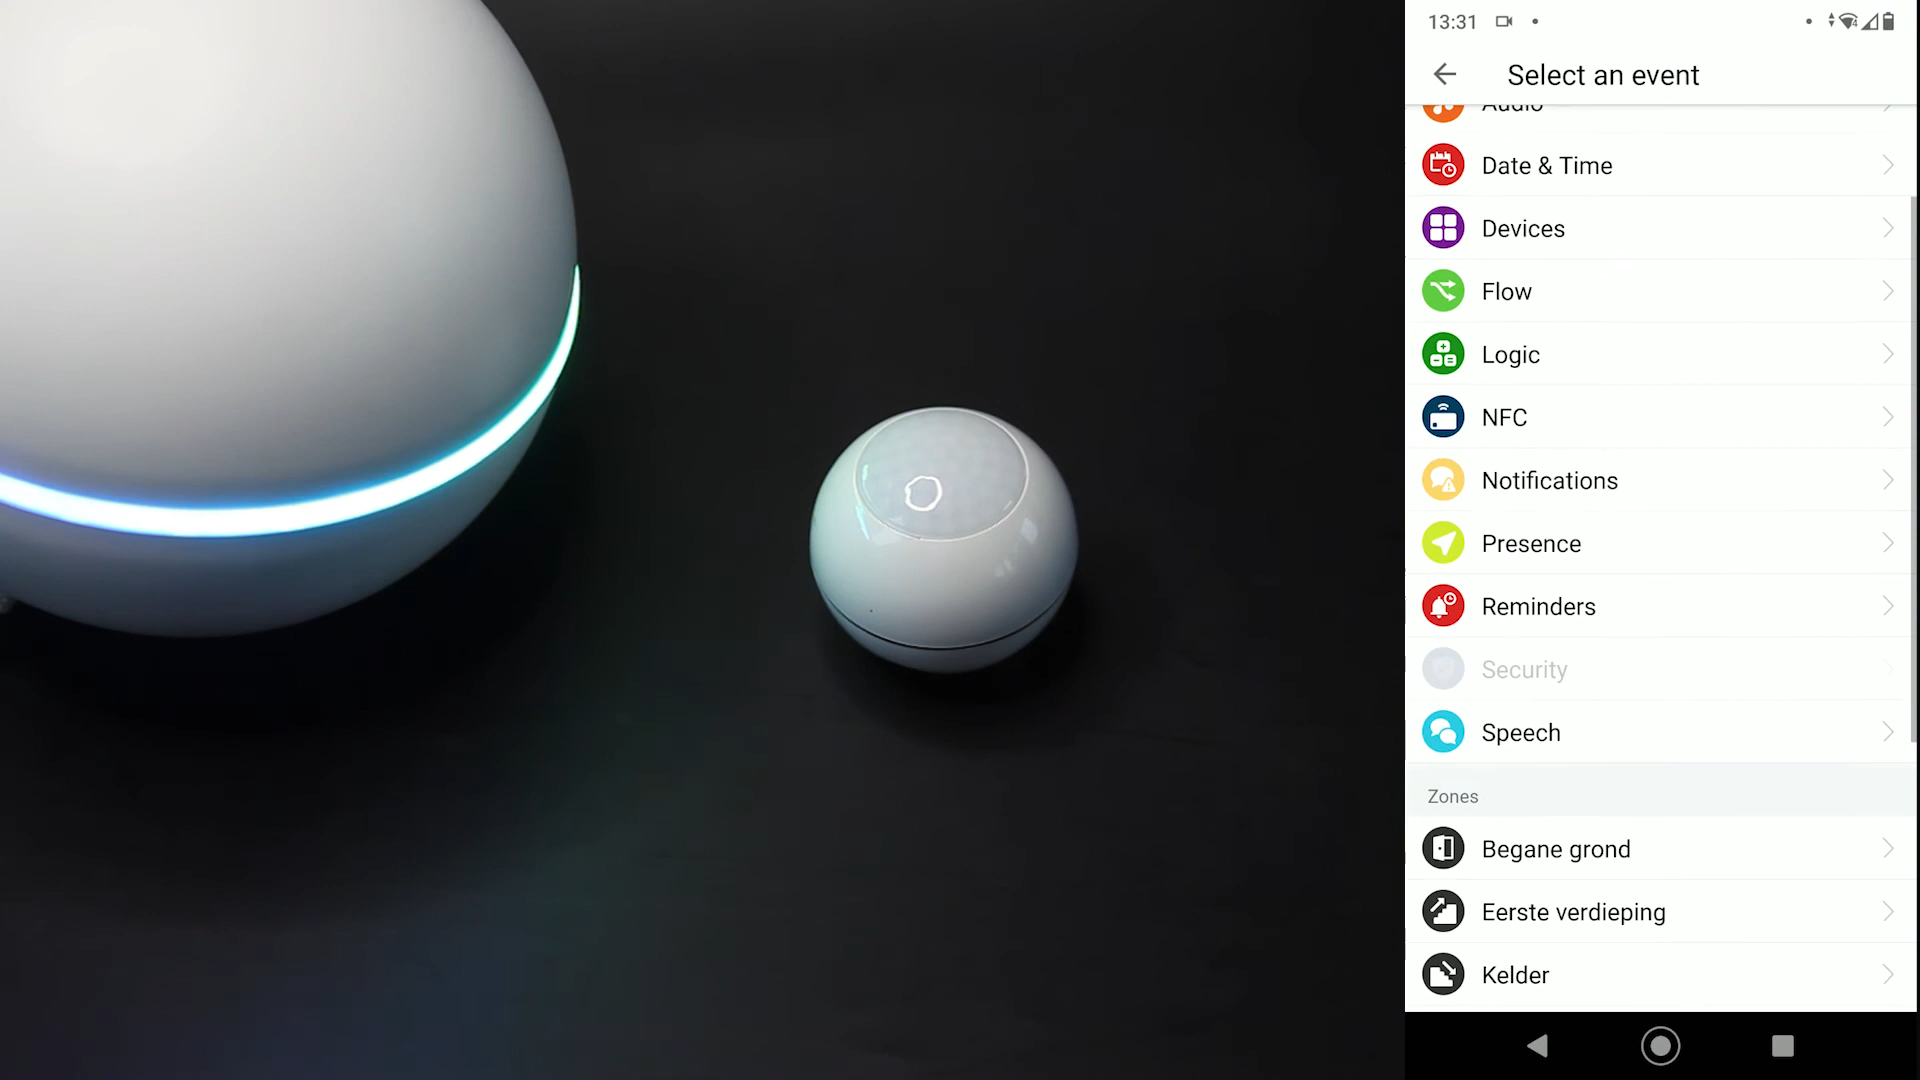 13:31
Select an event
Audio
Date & Time
Devices
Flow
Logic
NFC
Notifications
Presence
Reminders
Security
Speech
Zones
Begane grond
Eerste verdieping
Kelder